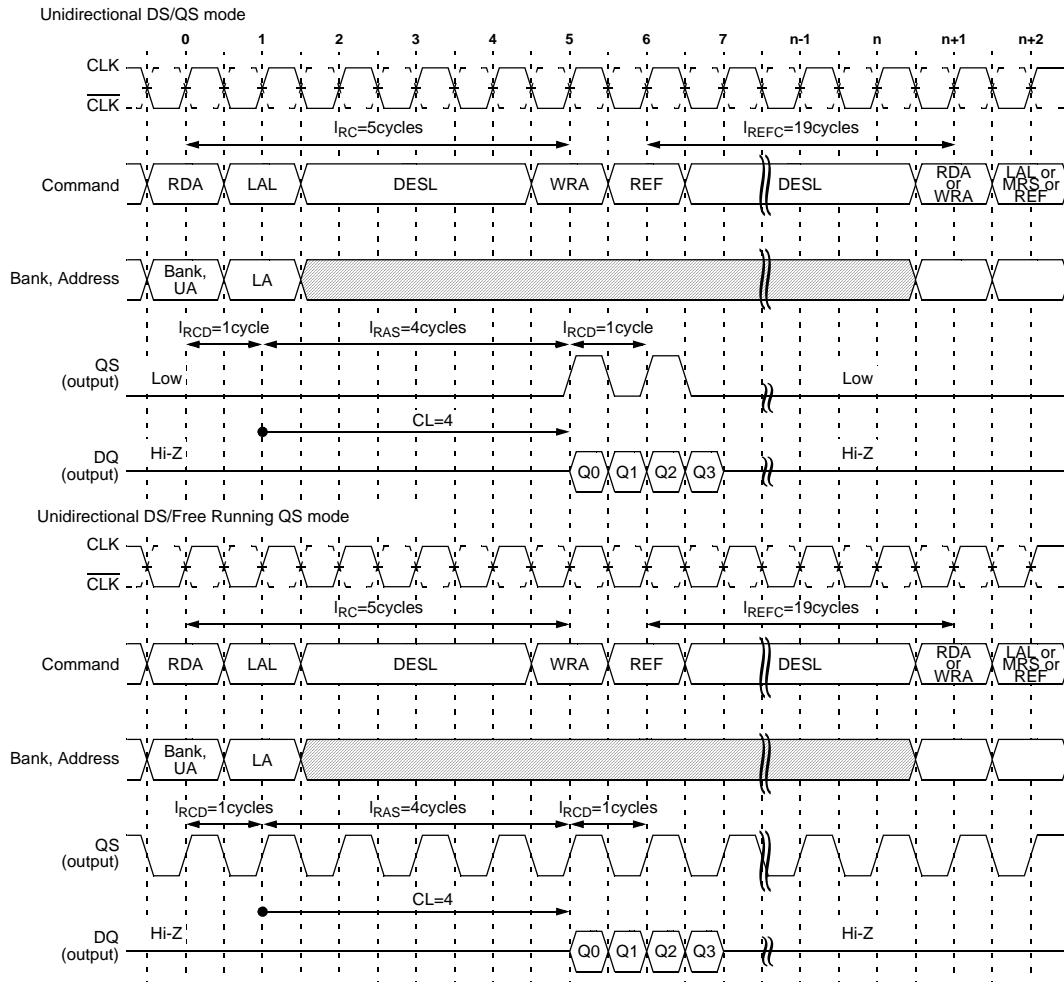 Unidirectional DS/QS mode
0 1 2 3 4 5 6 7 n-1 n n+1 n+2
CLK
CLK
IRC=5cycles IREFC=19cycles
Command RDA LAL DESL WRA REF DESL RDA or WRA LAL or MRS or REF
Bank, Address Bank, UA LA
IRCD=1cycle IRAS=4cycles IRCD=1cycle
QS (output) Low Low
CL=4
DQ (output) Hi-Z Q0 Q1 Q2 Q3 Hi-Z
Unidirectional DS/Free Running QS mode
CLK
CLK
IRC=5cycles IREFC=19cycles
Command RDA LAL DESL WRA REF DESL RDA or WRA LAL or MRS or REF
Bank, Address Bank, UA LA
IRCD=1cycles IRAS=4cycles IRCD=1cycles
QS (output)
CL=4
DQ (output) Hi-Z Q0 Q1 Q2 Q3 Hi-Z